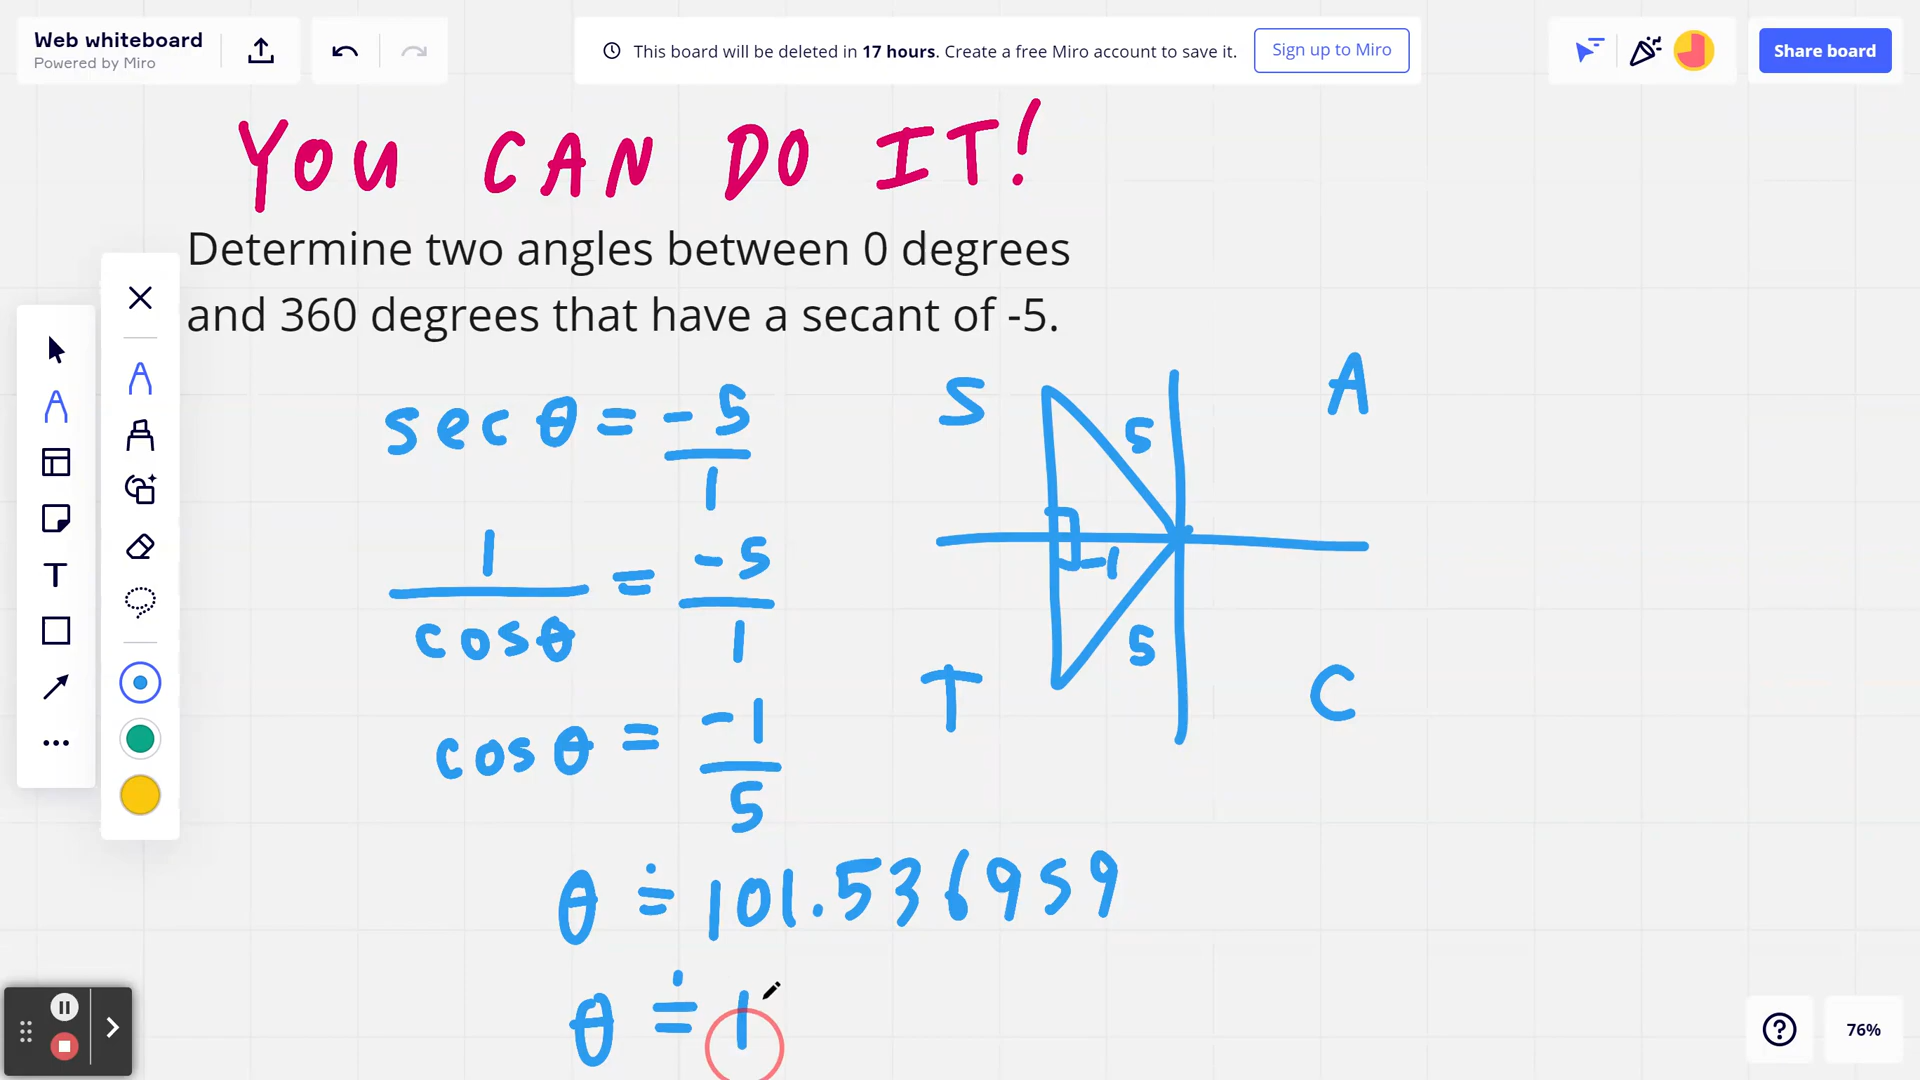 Web whiteboard
Powered by Miro
This board will be deleted in 17 hours. Create a free Miro account to save it.
Sign up to Miro
Share board
YOU CAN DO IT!
Determine two angles between 0 degrees
and 360 degrees that have a secant of -5.
sec θ = -5/1
1/cosθ = -5/1
cos θ = -1/5
θ ≐ 101.536959
θ ≐ 1
S
A
5
-1
5
T
C
T
76%